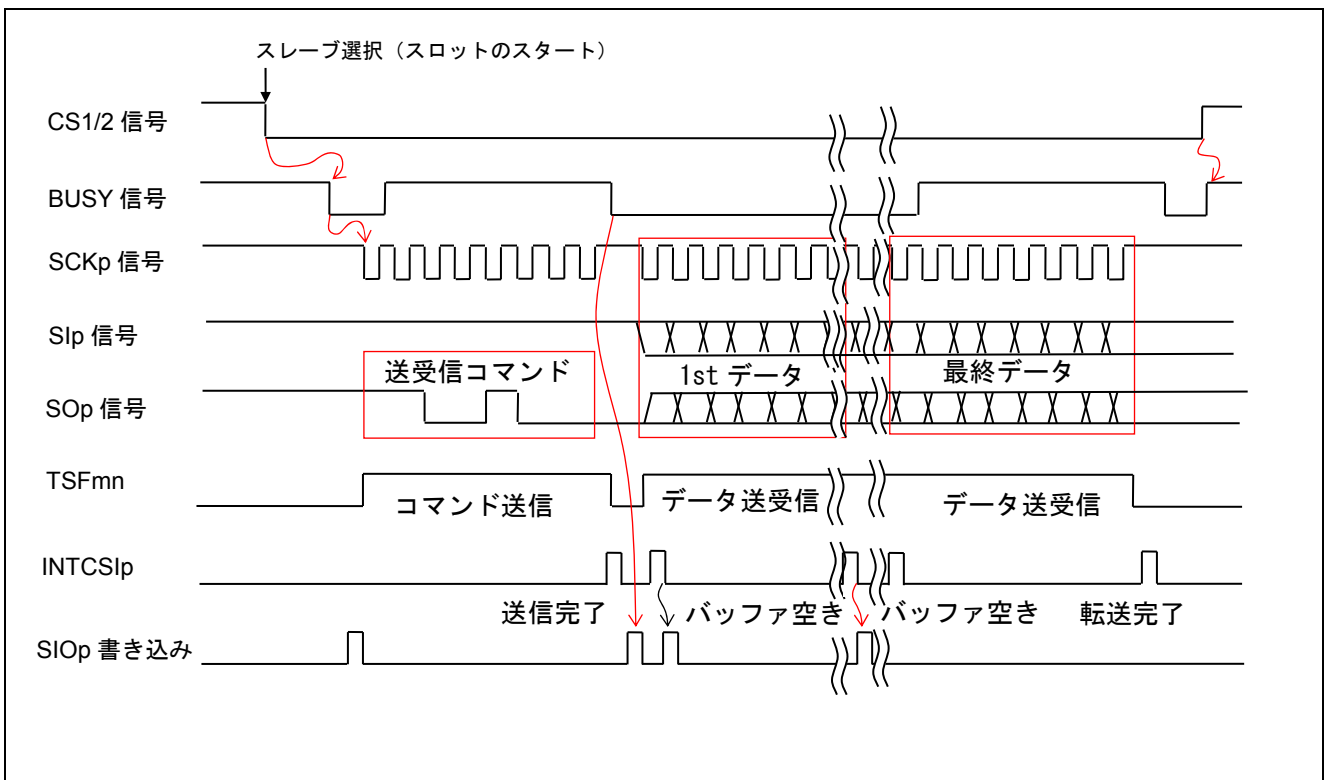 スレーブ選択（スロットのスタート）
CS1/2 信号
BUSY 信号
SCKp 信号
SIp 信号
送受信コマンド
1st データ
最終データ
SOp 信号
TSFmn
コマンド送信
データ送受信
データ送受信
INTCSIp
送信完了
バッファ空き
バッファ空き
転送完了
SIOp 書き込み